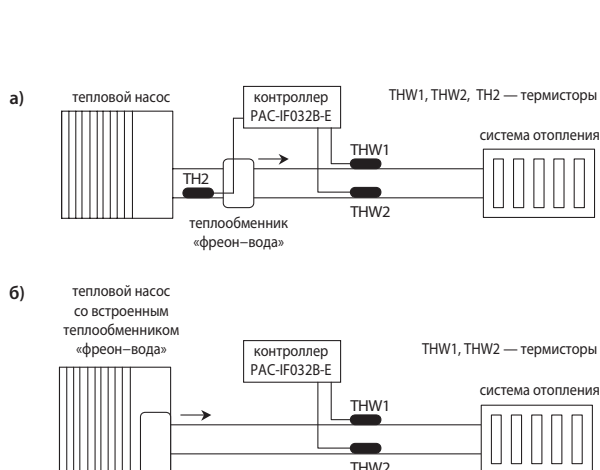 а)
тепловой насос
контроллер
PAC-IF032B-E
THW1, THW2, TH2 — термисторы
THW1
система отопления
TH2
THW2
теплообменник
«фреон–вода»
б)
тепловой насос
со встроенным
теплообменником
«фреон–вода»
контроллер
PAC-IF032B-E
THW1, THW2 — термисторы
система отопления
THW1
THW2